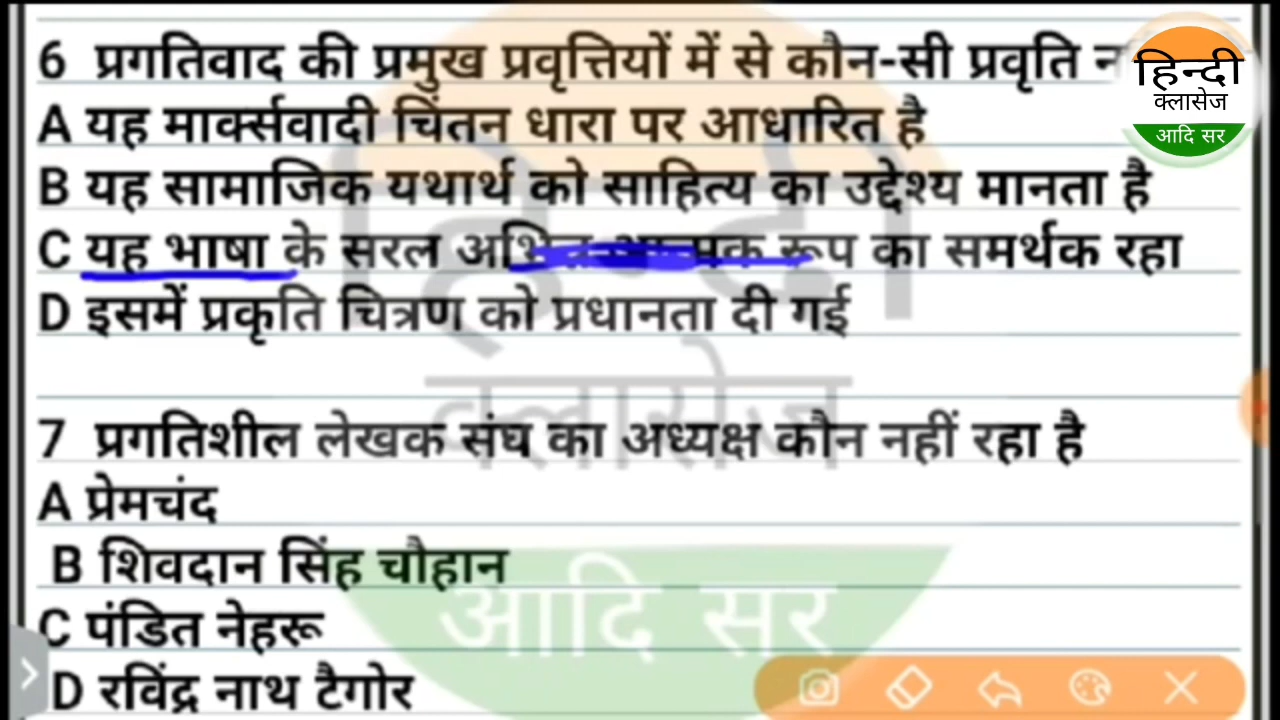 6 प्रगतिवाद की प्रमुख प्रवृत्तियों में से कौन-सी प्रवृति
A यह मार्क्सवादी चिंतन धारा पर आधारित है
B यह सामाजिक यथार्थ को साहित्य का उद्देश्य मानता है
C यह भाषा के सरल रूप का समर्थक रहा
D इसमें प्रकृति चित्रण को प्रधानता दी गई
7 प्रगतिशील लेखक संघ का अध्यक्ष कौन नहीं रहा है
A प्रेमचंद
B शिवदान सिंह चौहान
C पंडित नेहरू
D रविंद्र नाथ टैगोर
हिन्दी
क्लासेज
आदि सर
हिन्दी
क्लासेज
आदि सर